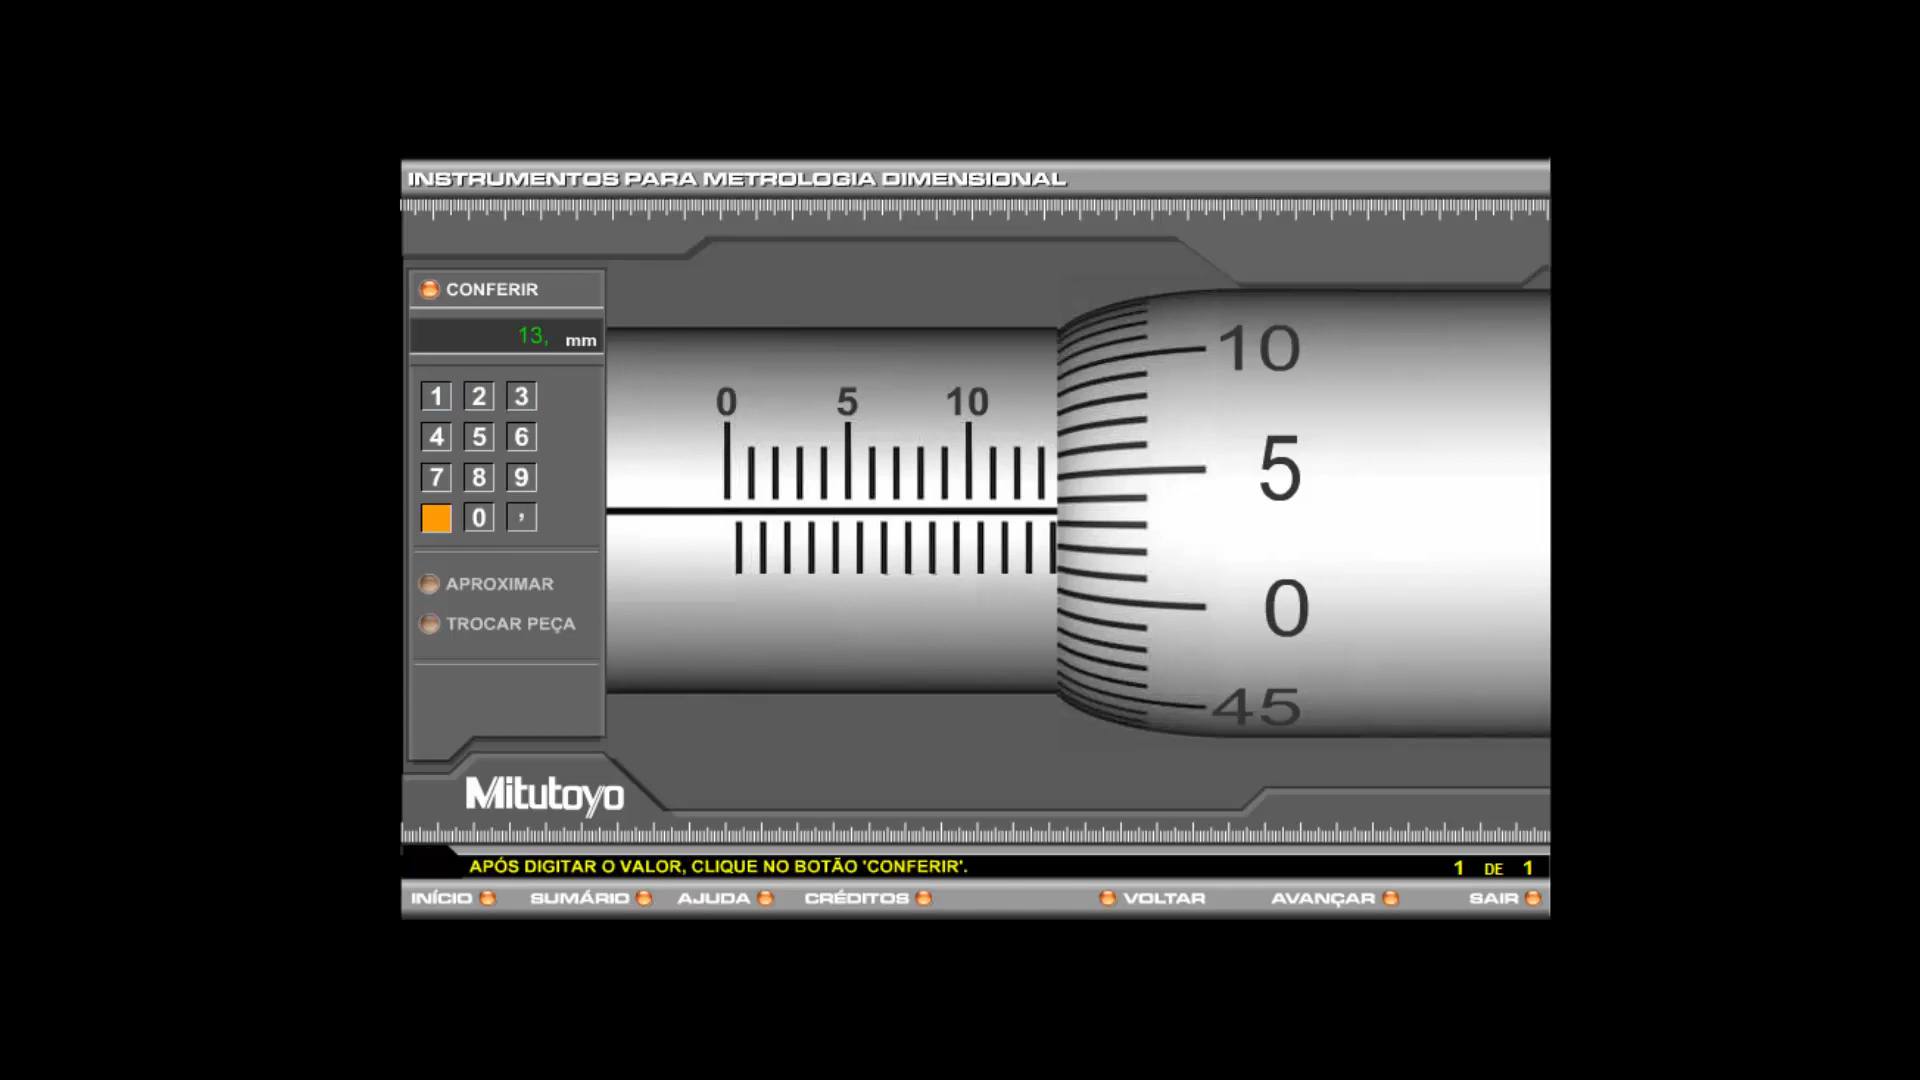 INSTRUMENTOS PARA METROLOGIA DIMENSIONAL
CONFERIR
13, mm
1 2 3
4 5 6
7 8 9
0 ,
APROXIMAR
TROCAR PEÇA
0 5 10
10
5
0
45
Mitutoyo
APÓS DIGITAR O VALOR, CLIQUE NO BOTÃO 'CONFERIR'. 1 DE 1
INÍCIO SUMÁRIO AJUDA CRÉDITOS VOLTAR AVANÇAR SAIR